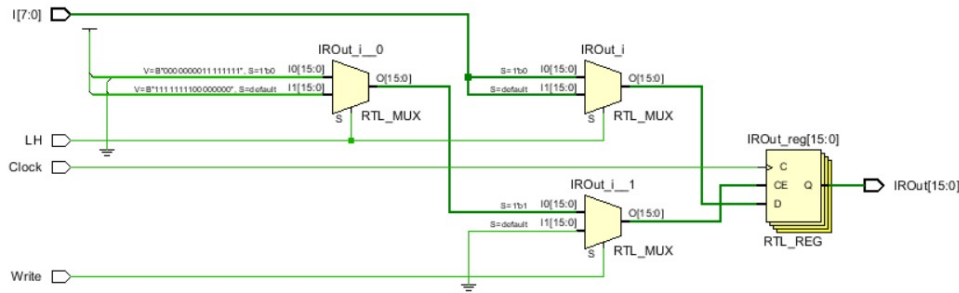 I[7:0]
IROut_i__0
IROut_i
V=B"0000000011111111", S=1'b0 I0[15:0]
O[15:0]
V=B"1111111100000000", S=default I1[15:0]
S=1'b0 I0[15:0]
O[15:0]
S=default I1[15:0]
S
RTL_MUX
S
RTL_MUX
LH
IROut_reg[15:0]
Clock
C
IROut_i__1
CE
Q
IROut[15:0]
D
S=1'b1 I0[15:0]
O[15:0]
S=default I1[15:0]
RTL_REG
S
RTL_MUX
Write